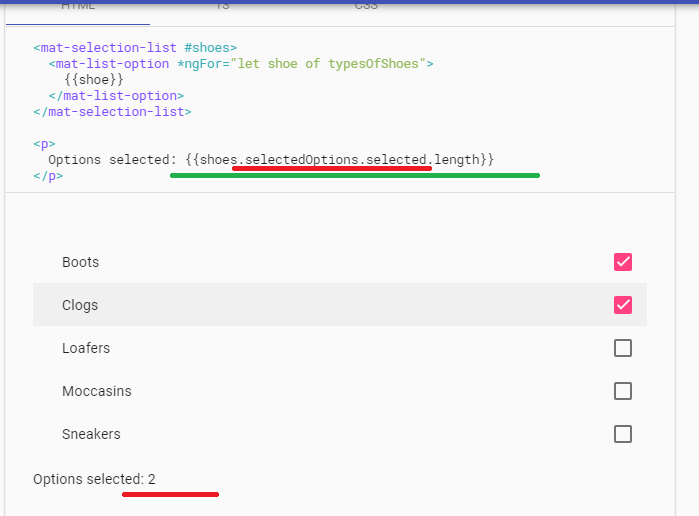 HTML TS CSS
<mat-selection-list #shoes>
<mat-list-option *ngFor="let shoe of typesOfShoes">
{{shoe}}
</mat-list-option>
</mat-selection-list>
<p>
Options selected: {{shoes.selectedOptions.selected.length}}
</p>
Boots
Clogs
Loafers
Moccasins
Sneakers
Options selected: 2